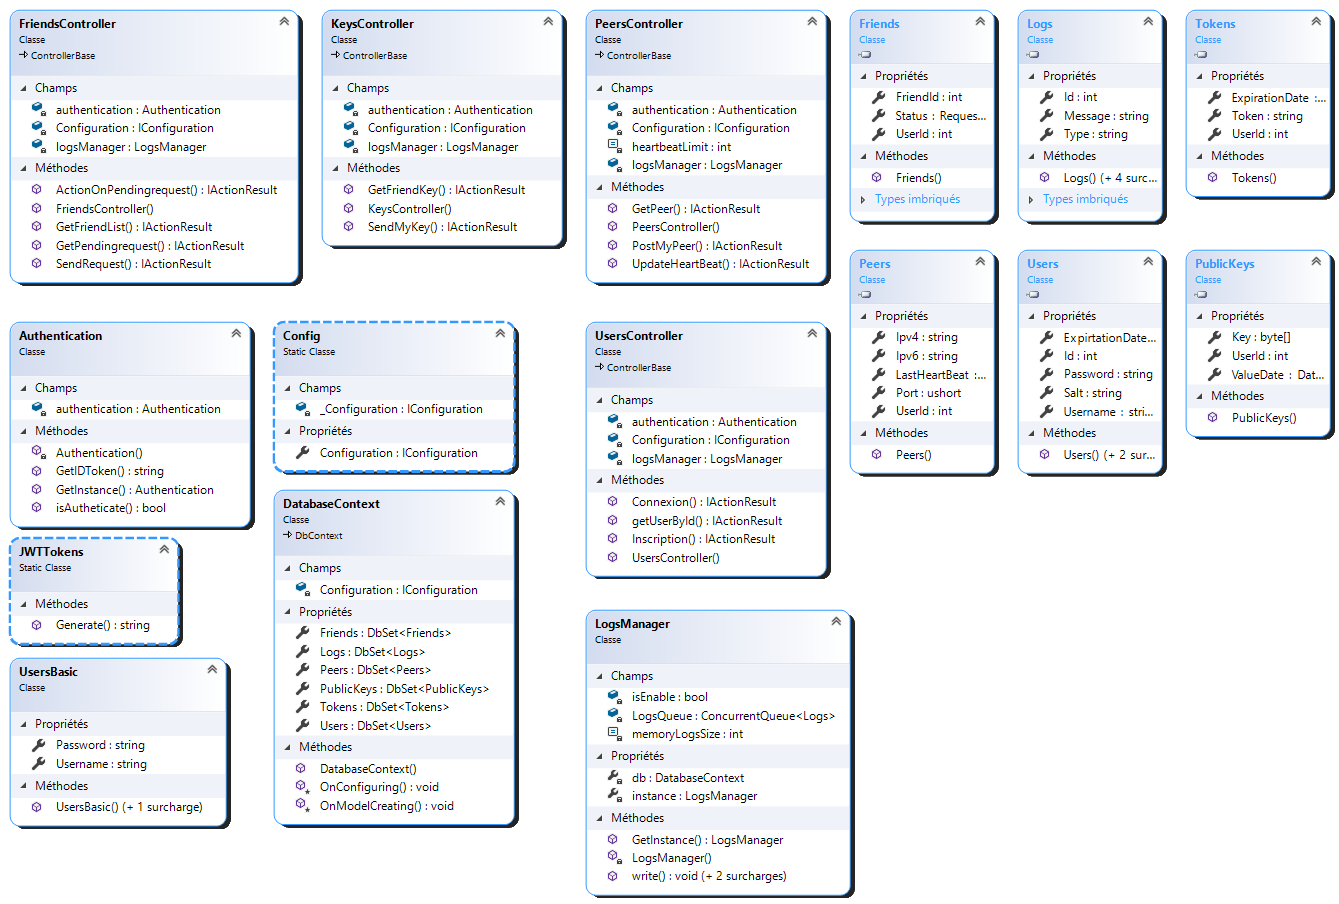 FriendsController
Classe
ControllerBase
Champs
authentication : Authentication
Configuration : IConfiguration
logsManager : LogsManager
Méthodes
ActionOnPendingrequest() : IActionResult
FriendsController()
GetFriendList() : IActionResult
GetPendingrequest() : IActionResult
SendRequest() : IActionResult
KeysController
Classe
ControllerBase
Champs
authentication : Authentication
Configuration : IConfiguration
logsManager : LogsManager
Méthodes
GetFriendKey() : IActionResult
KeysController()
SendMyKey() : IActionResult
PeersController
Classe
ControllerBase
Champs
authentication : Authentication
Configuration : IConfiguration
heartbeatLimit : int
logsManager : LogsManager
Méthodes
GetPeer() : IActionResult
PeersController()
PostMyPeer() : IActionResult
UpdateHeartBeat() : IActionResult
Friends
Classe
Propriétés
FriendId : int
Status : Reques...
UserId : int
Méthodes
Friends()
Types imbriqués
Logs
Classe
Propriétés
Id : int
Message : string
Type : string
Méthodes
Logs() (+ 4 surc...
Types imbriqués
Tokens
Classe
Propriétés
ExpirationDate :...
Token : string
UserId : int
Méthodes
Tokens()
Peers
Classe
Propriétés
Ipv4 : string
Ipv6 : string
LastHeartBeat :...
Port : ushort
UserId : int
Méthodes
Peers()
Users
Classe
Propriétés
ExpirtationDate...
Id : int
Password : string
Salt : string
Username : stri...
Méthodes
Users() (+ 2 sur...
PublicKeys
Classe
Propriétés
Key : byte[]
UserId : int
ValueDate : Dat...
Méthodes
PublicKeys()
Authentication
Classe
Champs
authentication : Authentication
Méthodes
Authentication()
GetIDToken() : string
GetInstance() : Authentication
isAutheticate() : bool
Config
Static Classe
Champs
_Configuration : IConfiguration
Propriétés
Configuration : IConfiguration
UsersController
Classe
ControllerBase
Champs
authentication : Authentication
Configuration : IConfiguration
logsManager : LogsManager
Méthodes
Connexion() : IActionResult
getUserById() : IActionResult
Inscription() : IActionResult
UsersController()
JWTTokens
Static Classe
Méthodes
Generate() : string
DatabaseContext
Classe
DbContext
Champs
Configuration : IConfiguration
Propriétés
Friends : DbSet<Friends>
Logs : DbSet<Logs>
Peers : DbSet<Peers>
PublicKeys : DbSet<PublicKeys>
Tokens : DbSet<Tokens>
Users : DbSet<Users>
Méthodes
DatabaseContext()
OnConfiguring() : void
OnModelCreating() : void
UsersBasic
Classe
Propriétés
Password : string
Username : string
Méthodes
UsersBasic() (+ 1 surcharge)
LogsManager
Classe
Champs
isEnable : bool
LogsQueue : ConcurrentQueue<Logs>
memoryLogsSize : int
Propriétés
db : DatabaseContext
instance : LogsManager
Méthodes
GetInstance() : LogsManager
LogsManager()
write() : void (+ 2 surcharges)